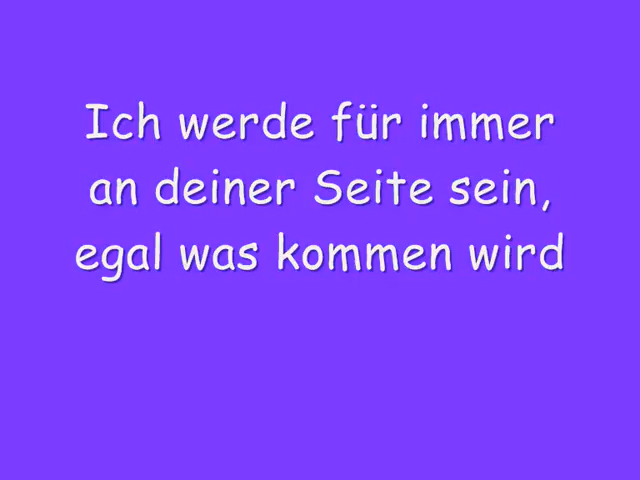 Ich werde für immer
an deiner Seite sein,
egal was kommen wird